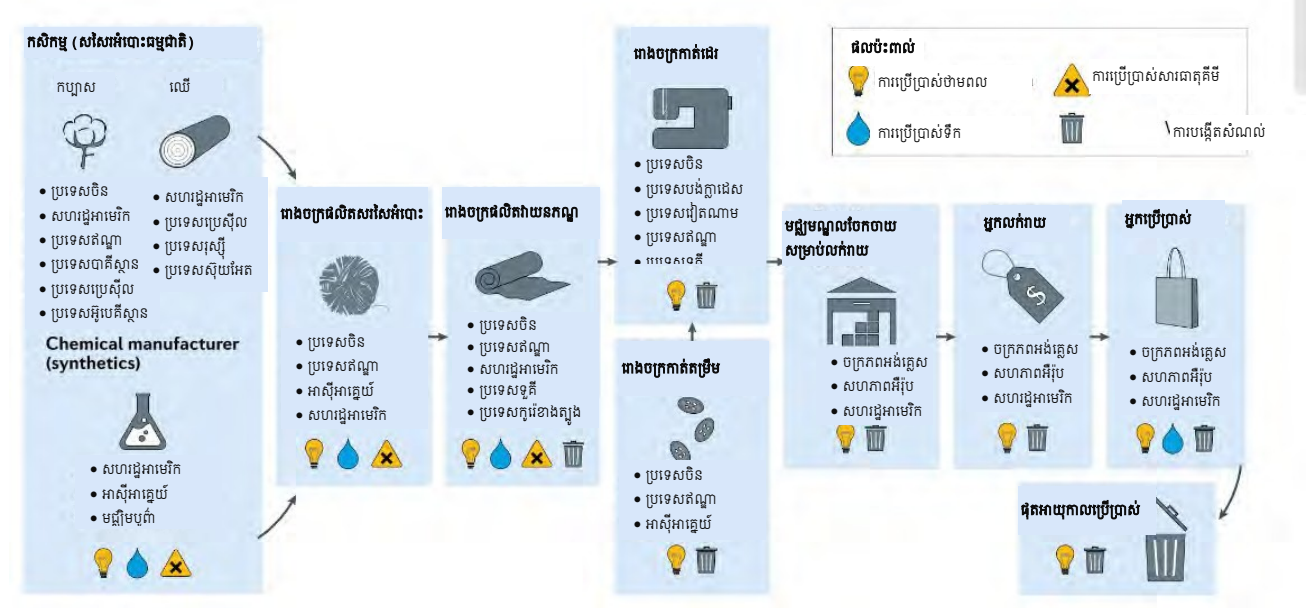 កសិកម្ម (សសៃរអំបោះធម្មជាតិ)
កប្បាស
ឈើ
• ប្រទេសចិន
• សហរដ្ឋអាមេរិក
• ប្រទេសឥណ្ឌា
• ប្រទេសបាគីស្ថាន
• ប្រទេសប្រេស៊ីល
• ប្រទេសអ៊ូបេគីស្ថាន
• សហរដ្ឋអាមេរិក
• ប្រទេសប្រេស៊ីល
• ប្រទេសរុស្ស៊ី
• ប្រទេសស៊ុយអែត
Chemical manufacturer
(synthetics)
• សហរដ្ឋអាមេរិក
• អាស៊ីអាគ្នេយ៍
• មជ្ឈិមបូព៌ា
រោងចក្រផលិតសរសៃអំបោះ
• ប្រទេសចិន
• ប្រទេសឥណ្ឌា
• អាស៊ីអាគ្នេយ៍
• សហរដ្ឋអាមេរិក
រោងចក្រផលិតវាយនភណ្ឌ
• ប្រទេសចិន
• ប្រទេសឥណ្ឌា
• សហរដ្ឋអាមេរិក
• ប្រទេសទួគី
• ប្រទេសកូរ៉េខាងត្បូង
រោងចក្រកាត់ដេរ
• ប្រទេសចិន
• ប្រទេសបង់ក្លាដេស
• ប្រទេសវៀតណាម
• ប្រទេសឥណ្ឌា
រោងចក្រកាត់តម្រឹម
• ប្រទេសចិន
• ប្រទេសឥណ្ឌា
• អាស៊ីអាគ្នេយ៍
ផលប៉ះពាល់
ការប្រើប្រាស់ថាមពល
ការប្រើប្រាស់សារធាតុគីមី
ការប្រើប្រាស់ទឹក
ការបង្កើតសំណល់
មជ្ឈមណ្ឌលចែកចាយ
សម្រាប់លក់រាយ
• ចក្រភពអង់គ្លេស
• សហភាពអឺរ៉ុប
• សហរដ្ឋអាមេរិក
អ្នកលក់រាយ
• ចក្រភពអង់គ្លេស
• សហភាពអឺរ៉ុប
• សហរដ្ឋអាមេរិក
អ្នកប្រើប្រាស់
• ចក្រភពអង់គ្លេស
• សហភាពអឺរ៉ុប
• សហរដ្ឋអាមេរិក
ផុតអាយុកាលប្រើប្រាស់